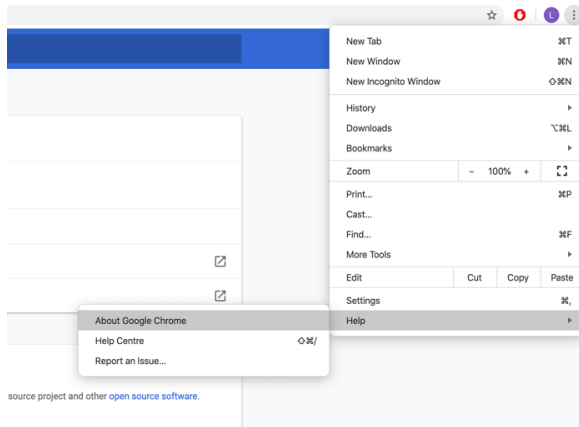 L
New Tab ⌘T
New Window ⌘N
New Incognito Window ⇧⌘N
History
Downloads ⌥⌘L
Bookmarks
Zoom - 100% +
Print... ⌘P
Cast...
Find... ⌘F
More Tools
Edit Cut Copy Paste
Settings ⌘,
Help
About Google Chrome
Help Centre ⇧⌘/
Report an Issue...
source project and other open source software.